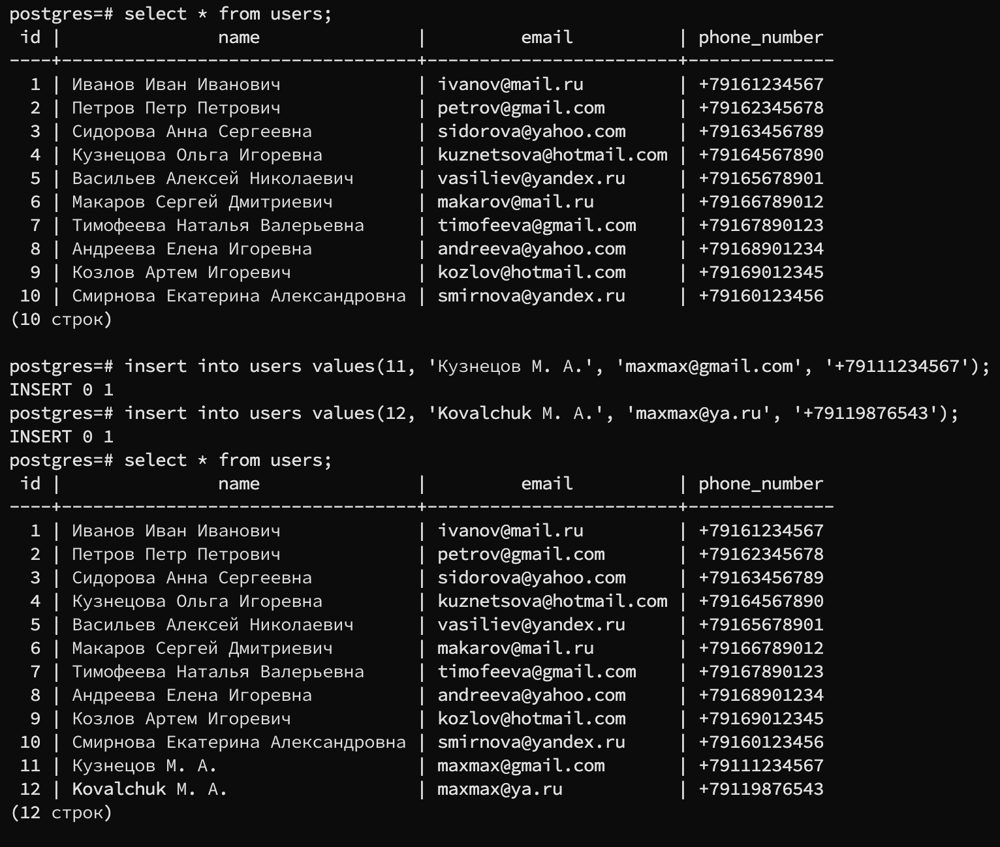 postgres=# select * from users;
 id |               name               |         email          | phone_number
----+----------------------------------+------------------------+--------------
  1 | Иванов Иван Иванович             | ivanov@mail.ru         | +79161234567
  2 | Петров Петр Петрович             | petrov@gmail.com       | +79162345678
  3 | Сидорова Анна Сергеевна          | sidorova@yahoo.com     | +79163456789
  4 | Кузнецова Ольга Игоревна         | kuznetsova@hotmail.com | +79164567890
  5 | Васильев Алексей Николаевич      | vasiliev@yandex.ru     | +79165678901
  6 | Макаров Сергей Дмитриевич        | makarov@mail.ru        | +79166789012
  7 | Тимофеева Наталья Валерьевна     | timofeeva@gmail.com    | +79167890123
  8 | Андреева Елена Игоревна          | andreeva@yahoo.com     | +79168901234
  9 | Козлов Артем Игоревич            | kozlov@hotmail.com     | +79169012345
 10 | Смирнова Екатерина Александровна | smirnova@yandex.ru     | +79160123456
(10 строк)

postgres=# insert into users values(11, 'Кузнецов М. А.', 'maxmax@gmail.com', '+79111234567');
INSERT 0 1
postgres=# insert into users values(12, 'Kovalchuk М. А.', 'maxmax@ya.ru', '+79119876543');
INSERT 0 1
postgres=# select * from users;
 id |               name               |         email          | phone_number
----+----------------------------------+------------------------+--------------
  1 | Иванов Иван Иванович             | ivanov@mail.ru         | +79161234567
  2 | Петров Петр Петрович             | petrov@gmail.com       | +79162345678
  3 | Сидорова Анна Сергеевна          | sidorova@yahoo.com     | +79163456789
  4 | Кузнецова Ольга Игоревна         | kuznetsova@hotmail.com | +79164567890
  5 | Васильев Алексей Николаевич      | vasiliev@yandex.ru     | +79165678901
  6 | Макаров Сергей Дмитриевич        | makarov@mail.ru        | +79166789012
  7 | Тимофеева Наталья Валерьевна     | timofeeva@gmail.com    | +79167890123
  8 | Андреева Елена Игоревна          | andreeva@yahoo.com     | +79168901234
  9 | Козлов Артем Игоревич            | kozlov@hotmail.com     | +79169012345
 10 | Смирнова Екатерина Александровна | smirnova@yandex.ru     | +79160123456
 11 | Кузнецов М. А.                   | maxmax@gmail.com       | +79111234567
 12 | Kovalchuk М. А.                  | maxmax@ya.ru           | +79119876543
(12 строк)